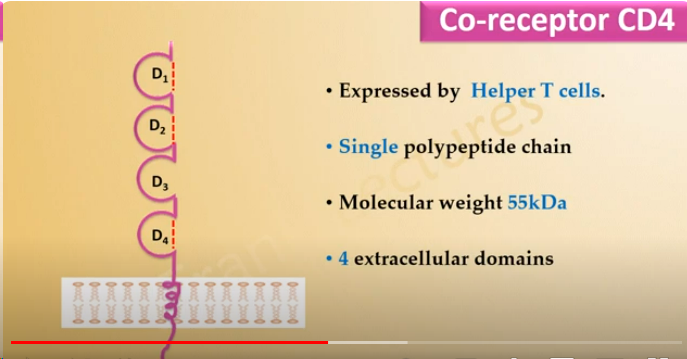 Co-receptor CD4
D1
D2
D3
D4
• Expressed by Helper T cells.
• Single polypeptide chain
• Molecular weight 55kDa
• 4 extracellular domains